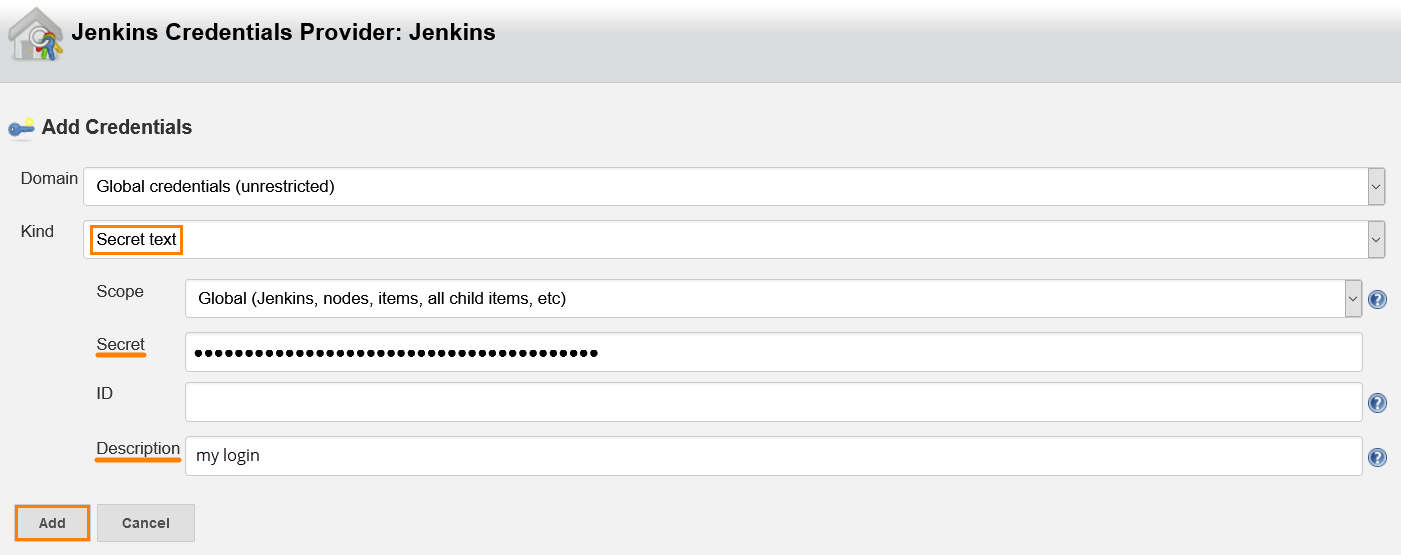 Jenkins Credentials Provider: Jenkins
Add Credentials
Domain
Global credentials (unrestricted)
Kind
Secret text
Scope
Global (Jenkins, nodes, items, all child items, etc)
Secret
••••••••••••••••••••••••••••••••••••••••
ID
Description
my login
Add
Cancel